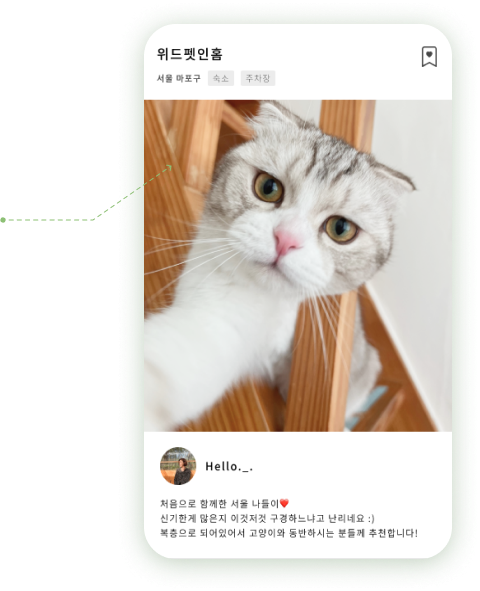 위드펫인홈
서울 마포구 숙소 주차장
Hello._.
처음으로 함께한 서울 나들이❤️
신기한게 많은지 이것저것 구경하느냐고 난리네요 :)
복층으로 되어있어서 고양이와 동반하시는 분들께 추천합니다!